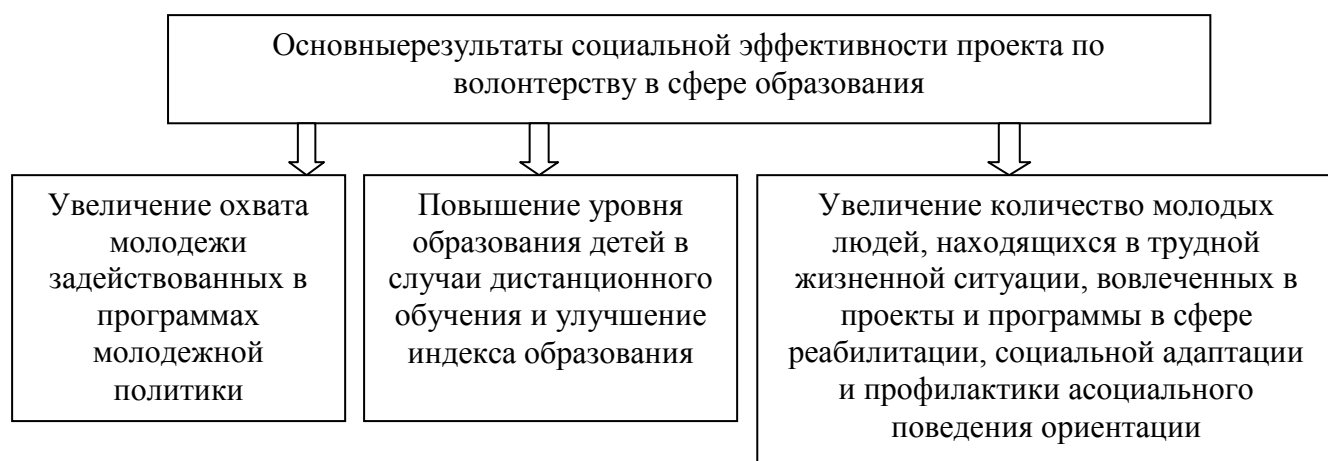 Основныерезультаты социальной эффективности проекта по
волонтерству в сфере образования
Увеличение охвата
молодежи
задействованных в
программах
молодежной
политики
Повышение уровня
образования детей в
случаи дистанционного
обучения и улучшение
индекса образования
Увеличение количество молодых
людей, находящихся в трудной
жизненной ситуации, вовлеченных в
проекты и программы в сфере
реабилитации, социальной адаптации
и профилактики асоциального
поведения ориентации